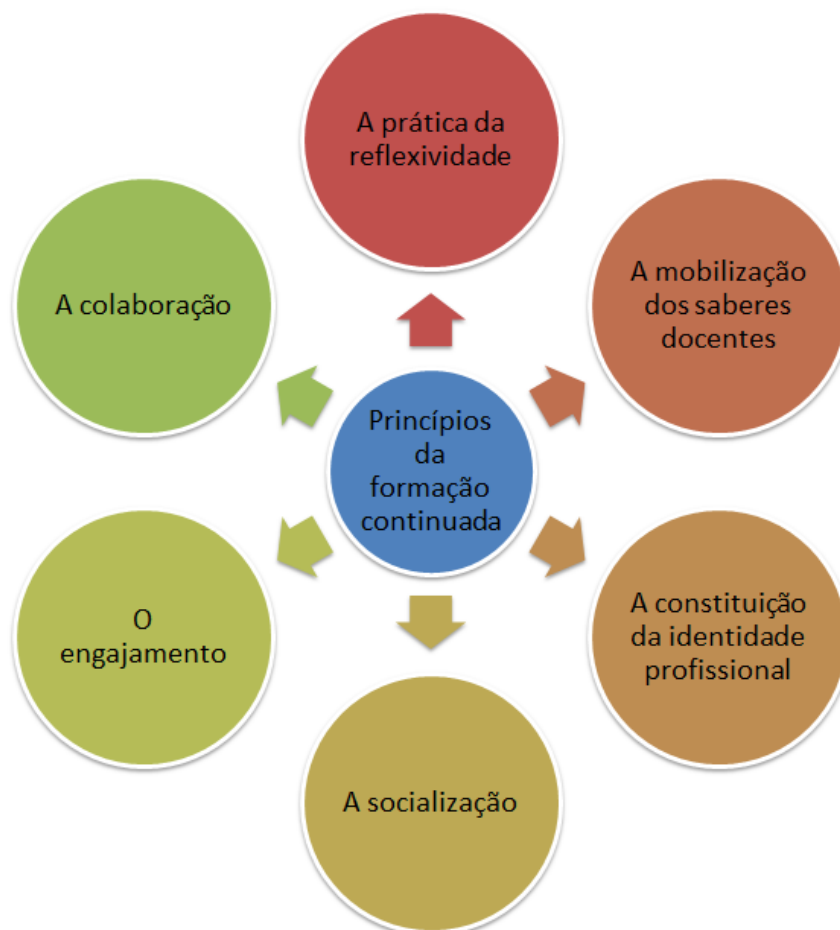 A prática da
reflexividade
A mobilização
dos saberes
docentes
A colaboração
Princípios
da
formação
continuada
A constituição
da identidade
profissional
O
engajamento
A socialização